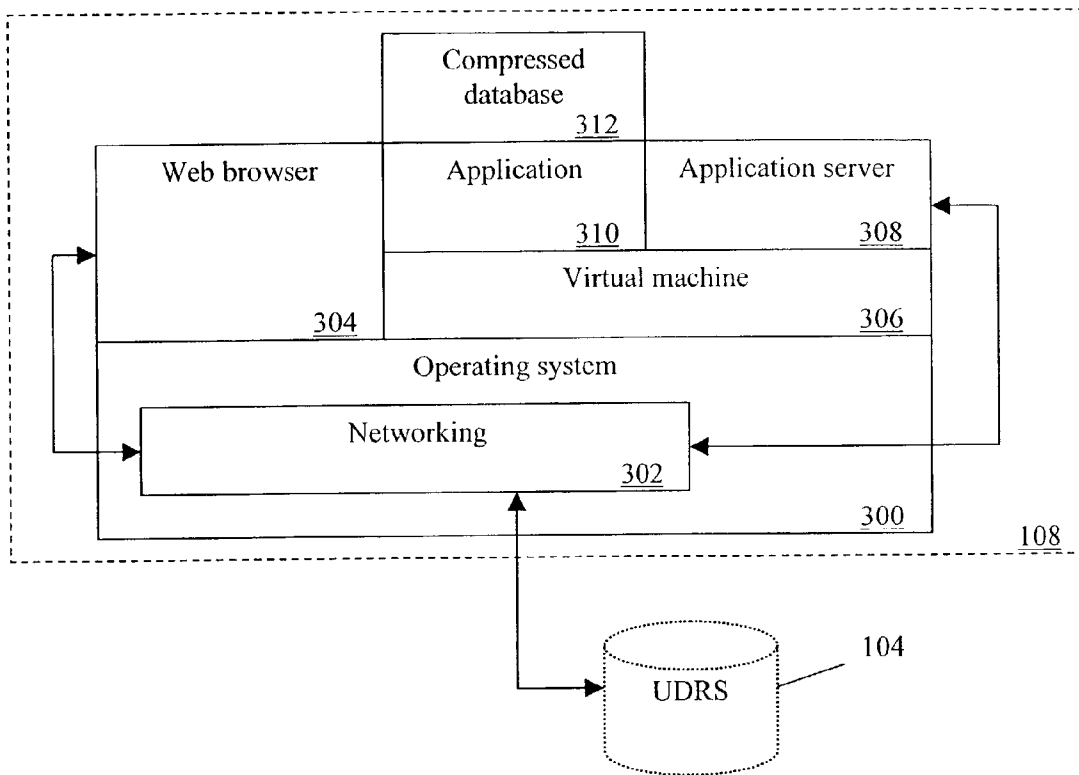 Compressed
database
312
Web browser
Application
Application server
310
308
Virtual machine
304
306
Operating system
Networking
302
300
108
104
UDRS